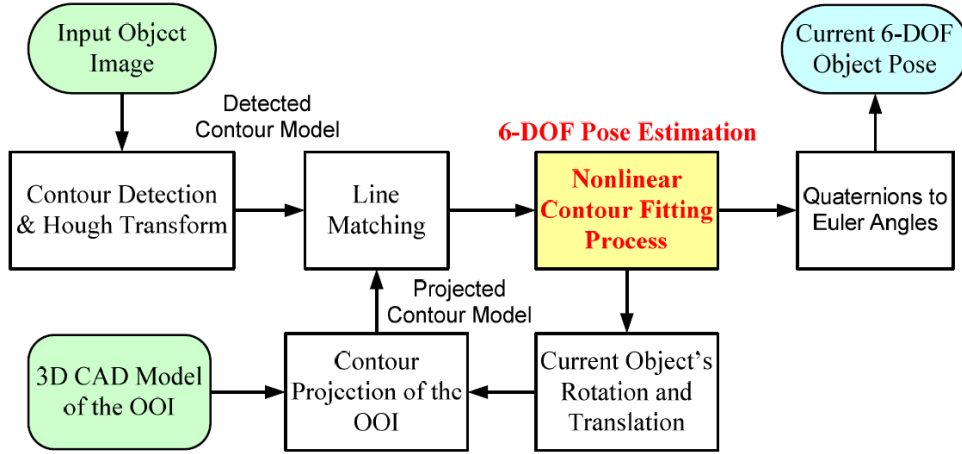 Input Object
Image
Current 6-DOF
Object Pose
Detected
Contour Model
6-DOF Pose Estimation
Contour Detection
& Hough Transform
Line
Matching
Nonlinear
Contour Fitting
Process
Quaternions to
Euler Angles
Projected
Contour Model
3D CAD Model
of the OOI
Contour
Projection of the
OOI
Current Object's
Rotation and
Translation